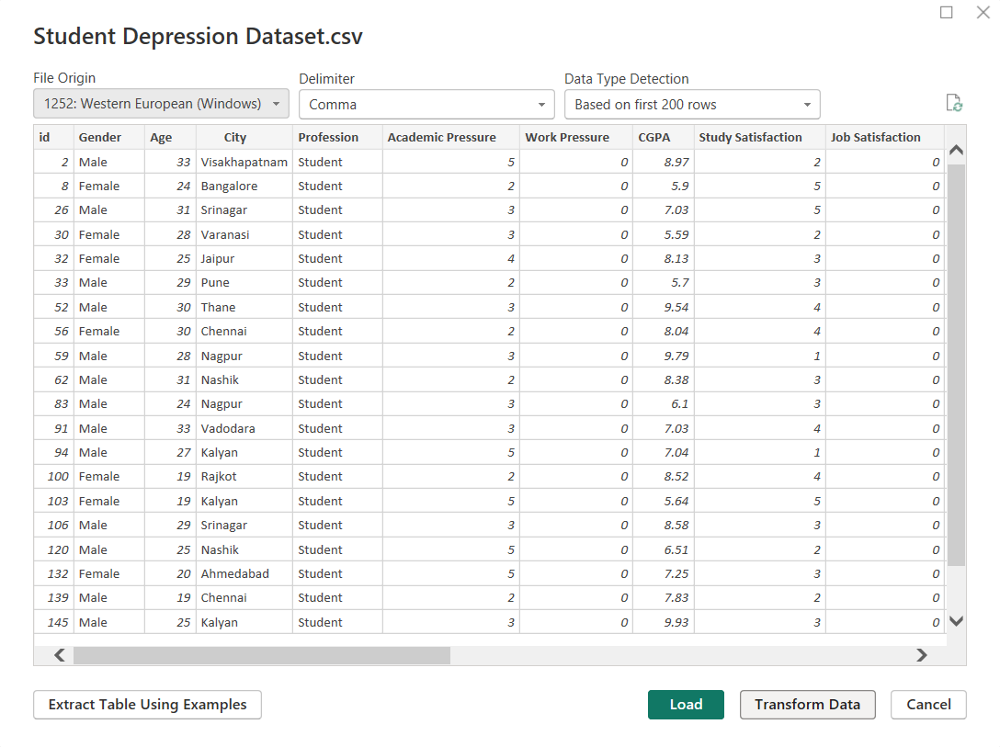 Student Depression Dataset.csv
File Origin Delimiter Data Type Detection
1252: Western European (Windows) Comma Based on first 200 rows
id Gender Age City Profession Academic Pressure Work Pressure CGPA Study Satisfaction Job Satisfaction
2 Male 33 Visakhapatnam Student 5 0 8.97 2 0
8 Female 24 Bangalore Student 2 0 5.9 5 0
26 Male 31 Srinagar Student 3 0 7.03 5 0
30 Female 28 Varanasi Student 3 0 5.59 2 0
32 Female 25 Jaipur Student 4 0 8.13 3 0
33 Male 29 Pune Student 2 0 5.7 3 0
52 Male 30 Thane Student 3 0 9.54 4 0
56 Female 30 Chennai Student 2 0 8.04 4 0
59 Male 28 Nagpur Student 3 0 9.79 1 0
62 Male 31 Nashik Student 2 0 8.38 3 0
83 Male 24 Nagpur Student 3 0 6.1 3 0
91 Male 33 Vadodara Student 3 0 7.03 4 0
94 Male 27 Kalyan Student 5 0 7.04 1 0
100 Female 19 Rajkot Student 2 0 8.52 4 0
103 Female 19 Kalyan Student 5 0 5.64 5 0
106 Male 29 Srinagar Student 3 0 8.58 3 0
120 Male 25 Nashik Student 5 0 6.51 2 0
132 Female 20 Ahmedabad Student 5 0 7.25 3 0
139 Male 19 Chennai Student 2 0 7.83 2 0
145 Male 25 Kalyan Student 3 0 9.93 3 0
Extract Table Using Examples Load Transform Data Cancel